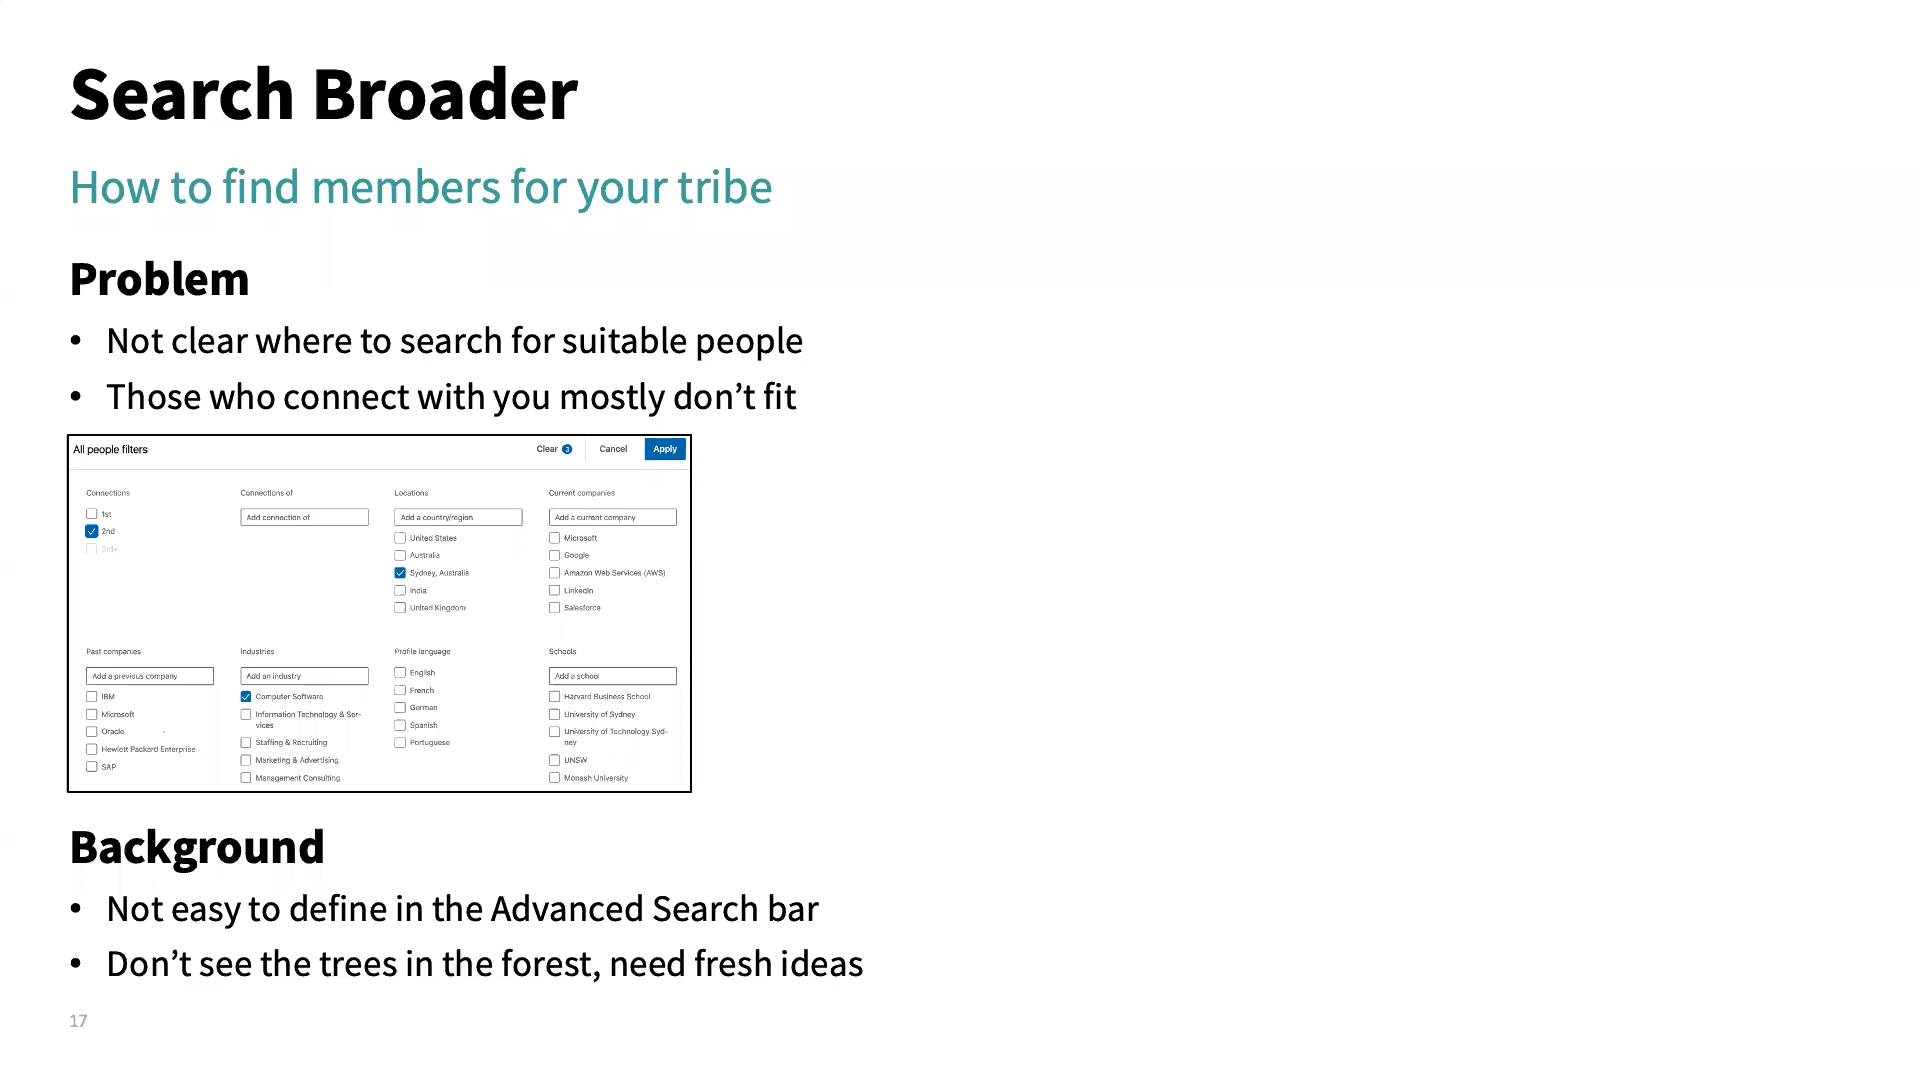 Search Broader
How to find members for your tribe
Problem
• Not clear where to search for suitable people
• Those who connect with you mostly don’t fit
All people filters
Clear 3
Cancel
Apply
Connections
1st
2nd
3rd+
Connections of
Add connection of
Locations
Add a country/region
United States
Australia
Sydney, Australia
India
United Kingdom
Current companies
Add a current company
Microsoft
Google
Amazon Web Services (AWS)
LinkedIn
Salesforce
Past companies
Add a previous company
IBM
Microsoft
Oracle
Hewlett Packard Enterprise
SAP
Industries
Add an industry
Computer Software
Information Technology & Ser-
vices
Staffing & Recruiting
Marketing & Advertising
Management Consulting
Profile language
English
French
German
Spanish
Portuguese
Schools
Add a school
Harvard Business School
University of Sydney
University of Technology Syd-
ney
UNSW
Monash University
Background
• Not easy to define in the Advanced Search bar
• Don’t see the trees in the forest, need fresh ideas
17